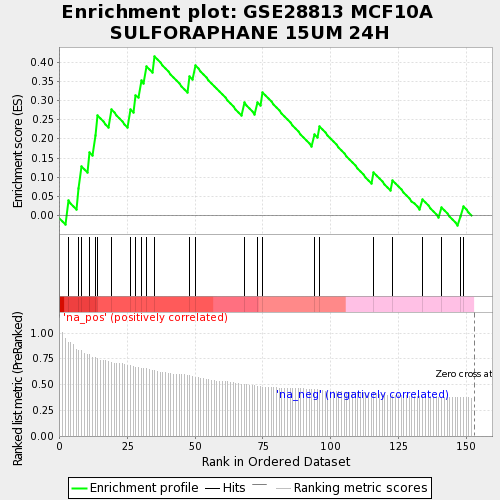 Enrichment plot: GSE28813 MCF10A
SULFORAPHANE 15UM 24H
Enrichment score (ES)
0.40
0.35
0.30
0.25
0.20
0.15
0.10
0.05
0.00
'na_pos' (positively correlated)
Ranked list metric (PreRanked)
1.00
0.75
0.50
0.25
0.00
Zero cross at
'na_neg' (negatively correlated)
0 25 50 75 100 125 150
Rank in Ordered Dataset
Enrichment profile Hits Ranking metric scores